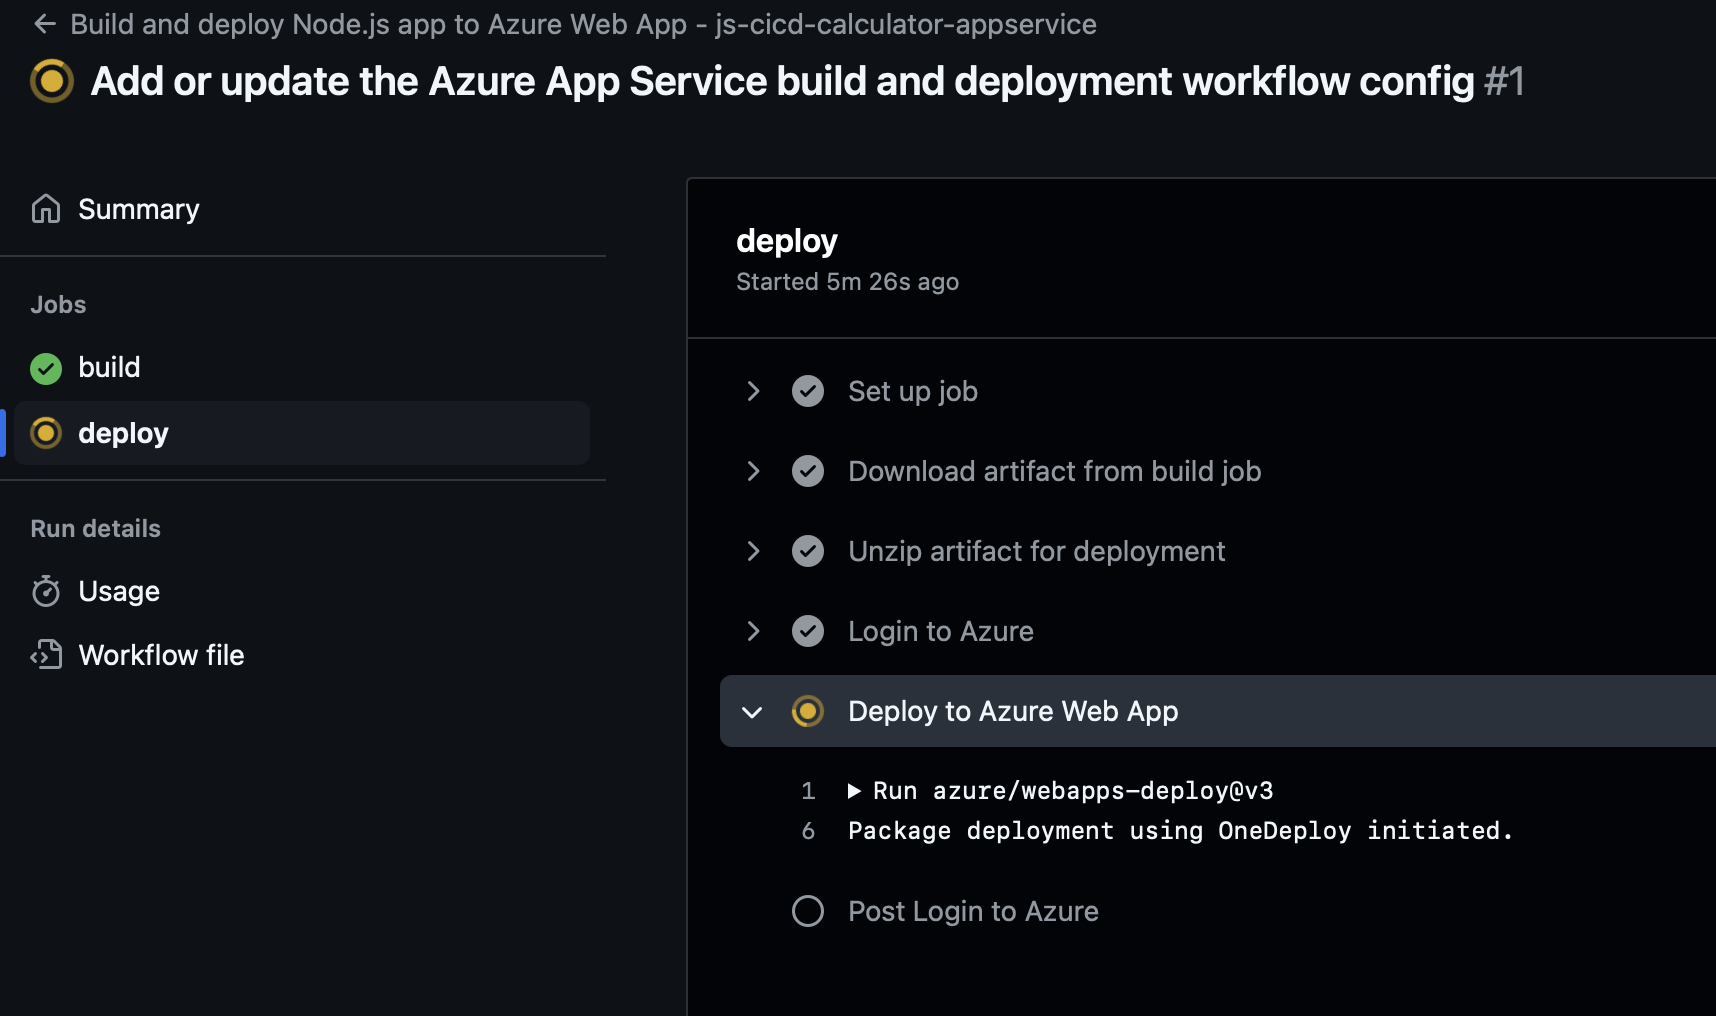 Build and deploy Node.js app to Azure Web App - js-cicd-calculator-appservice
Add or update the Azure App Service build and deployment workflow config #1
Summary
Jobs
build
deploy
Run details
Usage
Workflow file
deploy
Started 5m 26s ago
Set up job
Download artifact from build job
Unzip artifact for deployment
Login to Azure
Deploy to Azure Web App
1 Run azure/webapps-deploy@v3
6 Package deployment using OneDeploy initiated.
Post Login to Azure